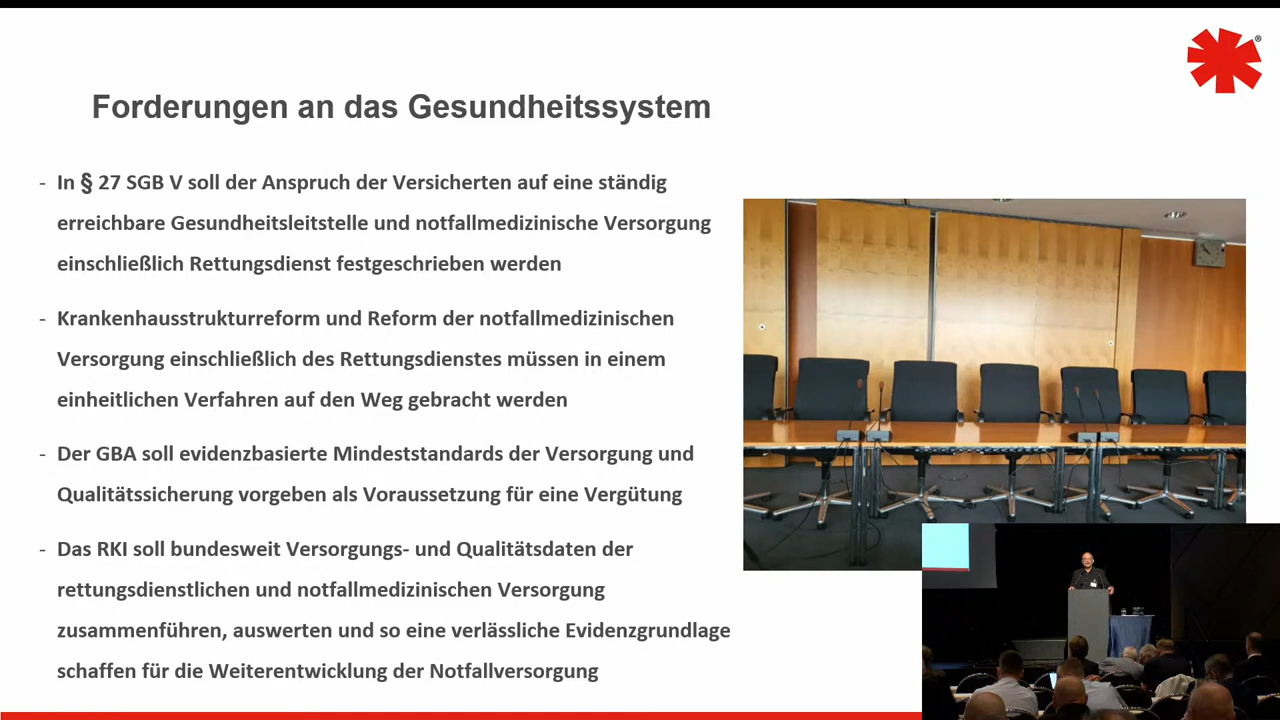 ®
Forderungen an das Gesundheitssystem
- In § 27 SGB V soll der Anspruch der Versicherten auf eine ständig
erreichbare Gesundheitsleitstelle und notfallmedizinische Versorgung
einschließlich Rettungsdienst festgeschrieben werden
- Krankenhausstrukturreform und Reform der notfallmedizinischen
Versorgung einschließlich des Rettungsdienstes müssen in einem
einheitlichen Verfahren auf den Weg gebracht werden
- Der GBA soll evidenzbasierte Mindeststandards der Versorgung und
Qualitätssicherung vorgeben als Voraussetzung für eine Vergütung
- Das RKI soll bundesweit Versorgungs- und Qualitätsdaten der
rettungsdienstlichen und notfallmedizinischen Versorgung
zusammenführen, auswerten und so eine verlässliche Evidenzgrundlage
schaffen für die Weiterentwicklung der Notfallversorgung